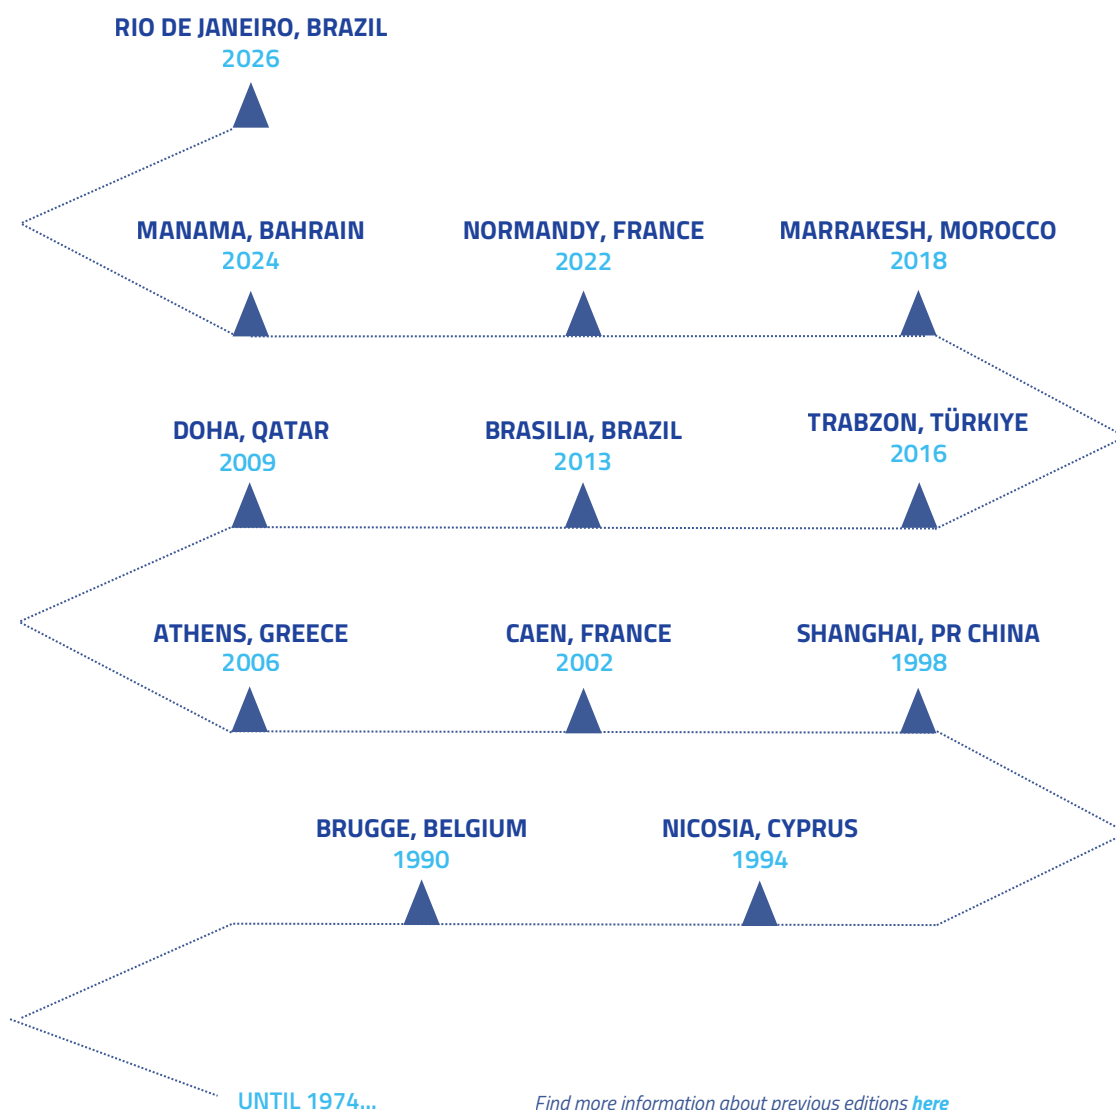 RIO DE JANEIRO, BRAZIL
2026
MANAMA, BAHRAIN
2024
NORMANDY, FRANCE
2022
MARRAKESH, MOROCCO
2018
DOHA, QATAR
2009
BRASILIA, BRAZIL
2013
TRABZON, TÜRKIYE
2016
ATHENS, GREECE
2006
CAEN, FRANCE
2002
SHANGHAI, PR CHINA
1998
BRUGGE, BELGIUM
1990
NICOSIA, CYPRUS
1994
UNTIL 1974...
Find more information about previous editions here